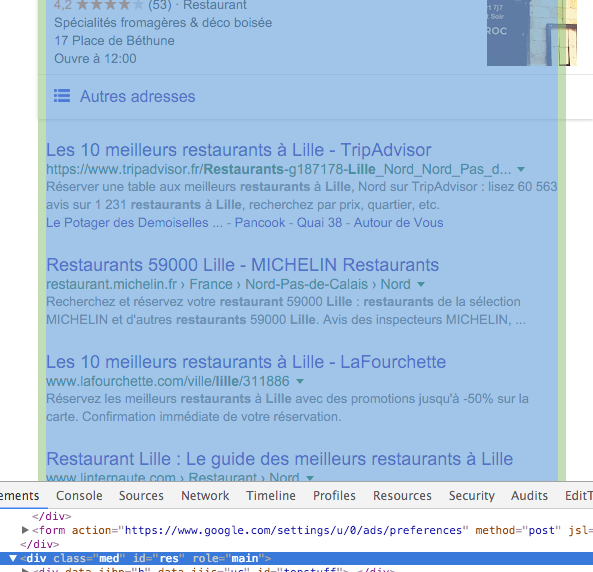 4,2 ★★★★★ (53) · Restaurant
Spécialités fromagères & déco boisée
17 Place de Béthune
Ouvre à 12:00
7j7
Soir
ROC
Autres adresses
Les 10 meilleurs restaurants à Lille - TripAdvisor
https://www.tripadvisor.fr/Restaurants-g187178-Lille_Nord_Nord_Pas_d...
Réserver une table aux meilleurs restaurants à Lille, Nord sur TripAdvisor : lisez 60 563
avis sur 1 231 restaurants à Lille, recherchez par prix, quartier, etc.
Le Potager des Demoiselles ... - Pancook - Quai 38 - Autour de Vous
Restaurants 59000 Lille - MICHELIN Restaurants
restaurant.michelin.fr › France › Nord-Pas-de-Calais › Nord
Recherchez et réservez votre restaurant 59000 Lille : restaurants de la sélection
MICHELIN et d'autres restaurants 59000 Lille. Avis des inspecteurs MICHELIN, ...
Les 10 meilleurs restaurants à Lille - LaFourchette
www.lafourchette.com/ville/lille/311886
Réservez les meilleurs restaurants à Lille avec des promotions jusqu'à -50% sur la
carte. Confirmation immédiate de votre réservation.
Restaurant Lille : Le guide des meilleurs restaurants à Lille
www.linternaute.com › Restaurant › Nord
ements Console Sources Network Timeline Profiles Resources Security Audits EditT
</div>
▶<form action="https://www.google.com/settings/u/0/ads/preferences" method="post" jsl=
</div>
▼<div class="med" id="res" role="main">